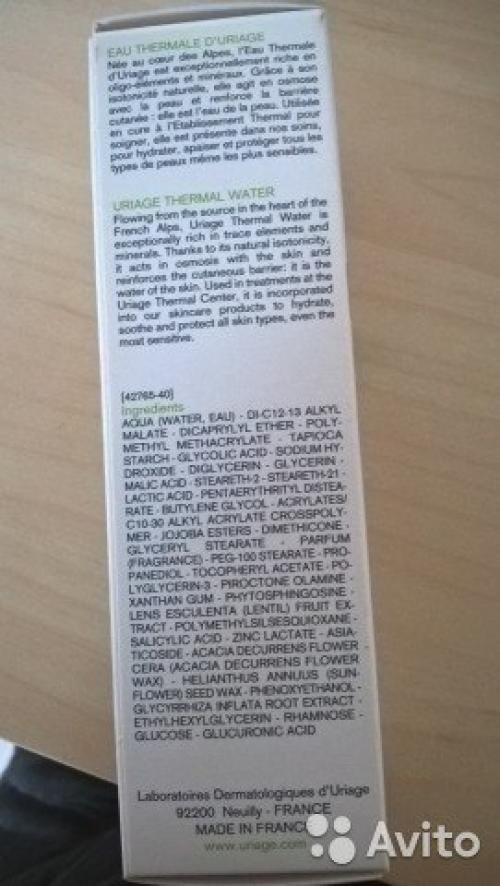 EAU THERMALE D'URIAGE
Née au cœur des Alpes, l'Eau Thermale
d'Uriage est exceptionnellement riche en
oligo-éléments et minéraux. Grâce à son
isotonicité naturelle, elle agit en osmose
avec la peau et renforce la barrière
cutanée : elle est l'eau de la peau. Utilisée
en cure à l'Etablissement Thermal pour
soigner, elle est présente dans nos soins,
pour hydrater, apaiser et protéger tous les
types de peaux même les plus sensibles.
URIAGE THERMAL WATER
Flowing from the source in the heart of the
French Alps, Uriage Thermal Water is
exceptionally rich in trace elements and
minerals. Thanks to its natural isotonicity,
it acts in osmosis with the skin and
reinforces the cutaneous barrier: it is the
water of the skin. Used in treatments at the
Uriage Thermal Center, it is incorporated
into our skincare products to hydrate,
soothe and protect all skin types, even the
most sensitive.
[42765-40]
Ingredients
AQUA (WATER, EAU) - DI-C12-13 ALKYL
MALATE - DICAPRYLYL ETHER - POLY-
METHYL METHACRYLATE - TAPIOCA
STARCH - GLYCOLIC ACID - SODIUM HY-
DROXIDE - DIGLYCERIN - GLYCERIN -
MALIC ACID - STEARETH-2 - STEARETH-21 -
LACTIC ACID - PENTAERYTHRITYL DISTEA-
RATE - BUTYLENE GLYCOL - ACRYLATES/
C10-30 ALKYL ACRYLATE CROSSPOLY-
MER - JOJOBA ESTERS - DIMETHICONE -
GLYCERYL STEARATE - PARFUM
(FRAGRANCE) - PEG-100 STEARATE - PRO-
PANEDIOL - TOCOPHERYL ACETATE - PO-
LYGLYCERIN-3 - PIROCTONE OLAMINE -
XANTHAN GUM - PHYTOSPHINGOSINE -
LENS ESCULENTA (LENTIL) FRUIT EX-
TRACT - POLYMETHYLSILSESQUIOXANE -
SALICYLIC ACID - ZINC LACTATE - ASIA-
TICOSIDE - ACACIA DECURRENS FLOWER
CERA (ACACIA DECURRENS FLOWER
WAX) - HELIANTHUS ANNUUS (SUN-
FLOWER) SEED WAX - PHENOXYETHANOL -
GLYCYRRHIZA INFLATA ROOT EXTRACT -
ETHYLHEXYLGLYCERIN - RHAMNOSE -
GLUCOSE - GLUCURONIC ACID
Laboratoires Dermatologiques d'Uriage
92200 Neuilly - FRANCE
MADE IN FRANCE
www.uriage.com
Avito